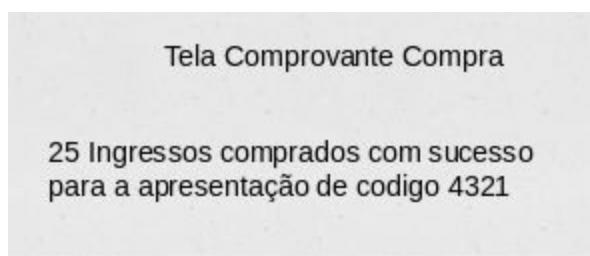 Tela Comprovante Compra
25 Ingressos comprados com sucesso
para a apresentação de codigo 4321